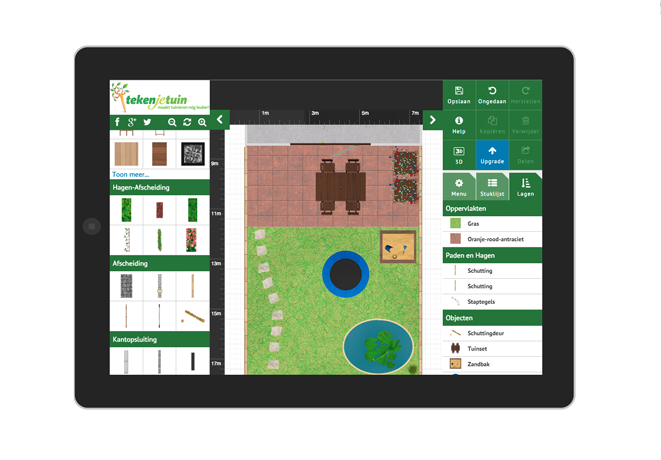 tekenjetuin
maakt tuinieren nóg leuker!
Toon meer...
Hagen-Afscheiding
Afscheiding
Kantopsluiting
1m
3m
5m
7m
9m
11m
13m
15m
17m
Opslaan
Ongedaan
Herstellen
Help
Kopiëren
Verwijder
3D
3D
Upgrade
Delen
Menu
Stuklijst
Lagen
Oppervlakten
Gras
Oranje-rood-antraciet
Paden en Hagen
Schutting
Schutting
Staptegels
Objecten
Schuttingdeur
Tuinset
Zandbak